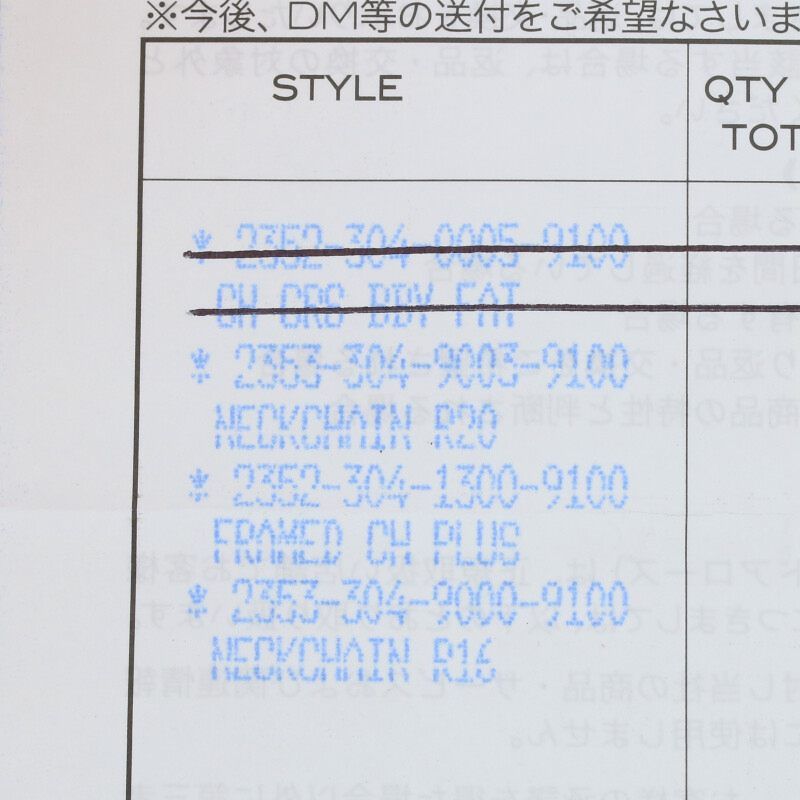 ※今後、DM等の送付をご希望なさいま
STYLE
QTY
TOT
* 2352-304-0005-9100
CH CRS BBY FAT
* 2353-304-9003-9100
NECKCHAIN R20
* 2352-304-1300-9100
FRAMED CH PLUS
* 2353-304-9000-9100
NECKCHAIN R16